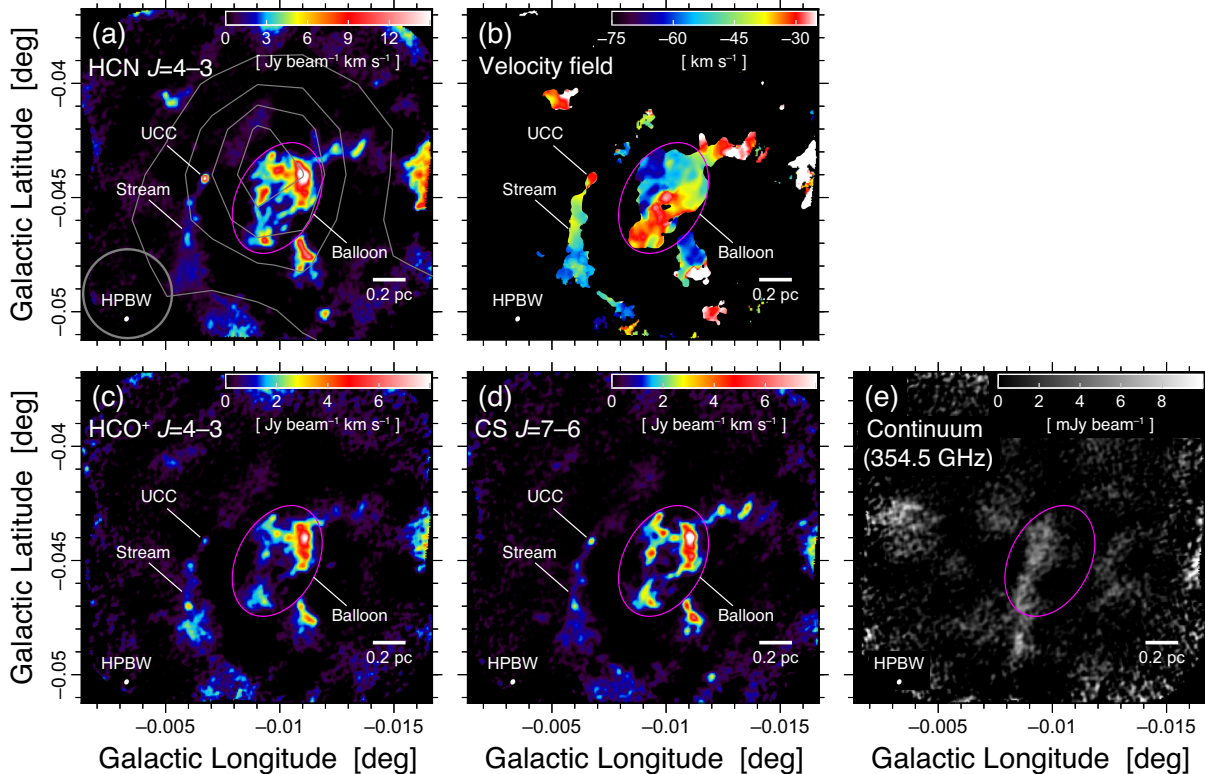 (a)
0 3 6 9 12
[ Jy beam⁻¹ km s⁻¹ ]
HCN J=4–3
UCC
Stream
Balloon
HPBW
0.2 pc
Galactic Latitude [deg]
−0.04
−0.045
−0.05
(b)
−75 −60 −45 −30
[ km s⁻¹ ]
Velocity field
UCC
Stream
Balloon
HPBW
0.2 pc
(c)
0 2 4 6
[ Jy beam⁻¹ km s⁻¹ ]
HCO⁺ J=4–3
UCC
Stream
Balloon
HPBW
0.2 pc
Galactic Latitude [deg]
−0.04
−0.045
−0.05
−0.005 −0.01 −0.015
Galactic Longitude [deg]
(d)
0 2 4 6
[ Jy beam⁻¹ km s⁻¹ ]
CS J=7–6
UCC
Stream
Balloon
HPBW
0.2 pc
−0.005 −0.01 −0.015
Galactic Longitude [deg]
(e)
0 2 4 6 8
[ mJy beam⁻¹ ]
Continuum
(354.5 GHz)
HPBW
0.2 pc
−0.005 −0.01 −0.015
Galactic Longitude [deg]